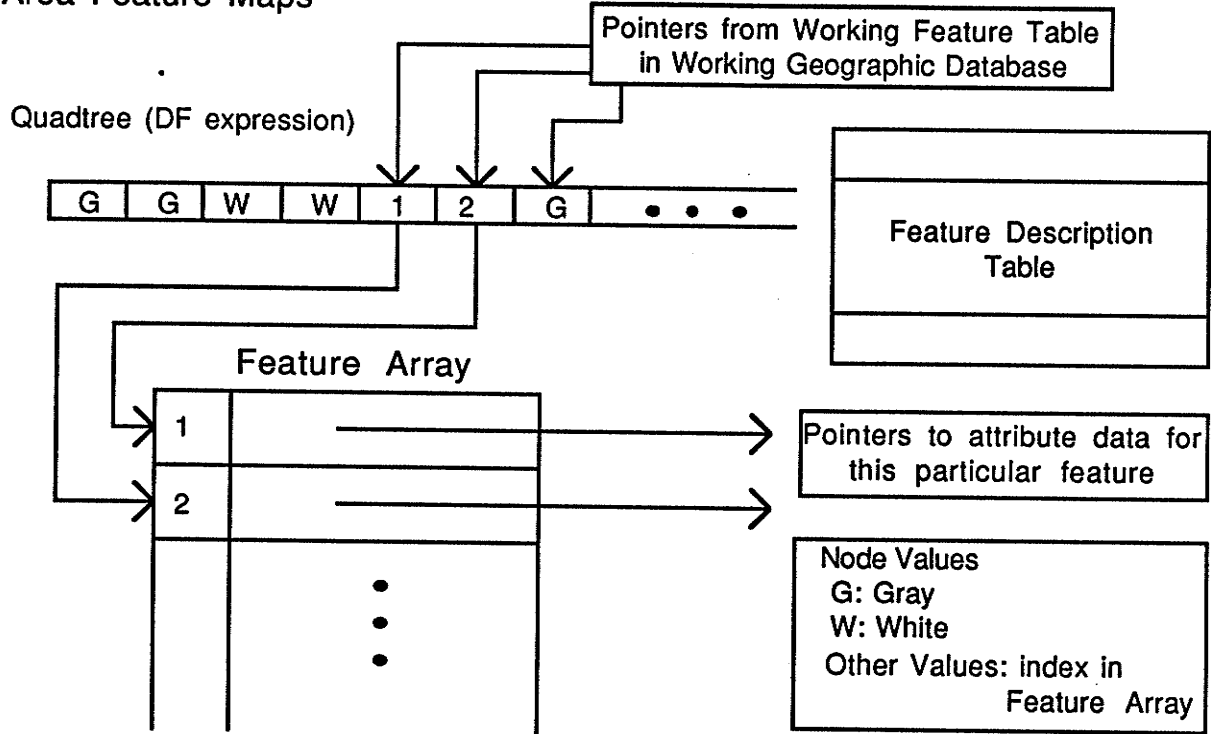 Area Feature Maps
Pointers from Working Feature Table
in Working Geographic Database
Quadtree (DF expression)
G G W W 1 2 G • • •
Feature Description
Table
Feature Array
1
2
Pointers to attribute data for
this particular feature
Node Values
G: Gray
W: White
Other Values: index in
Feature Array